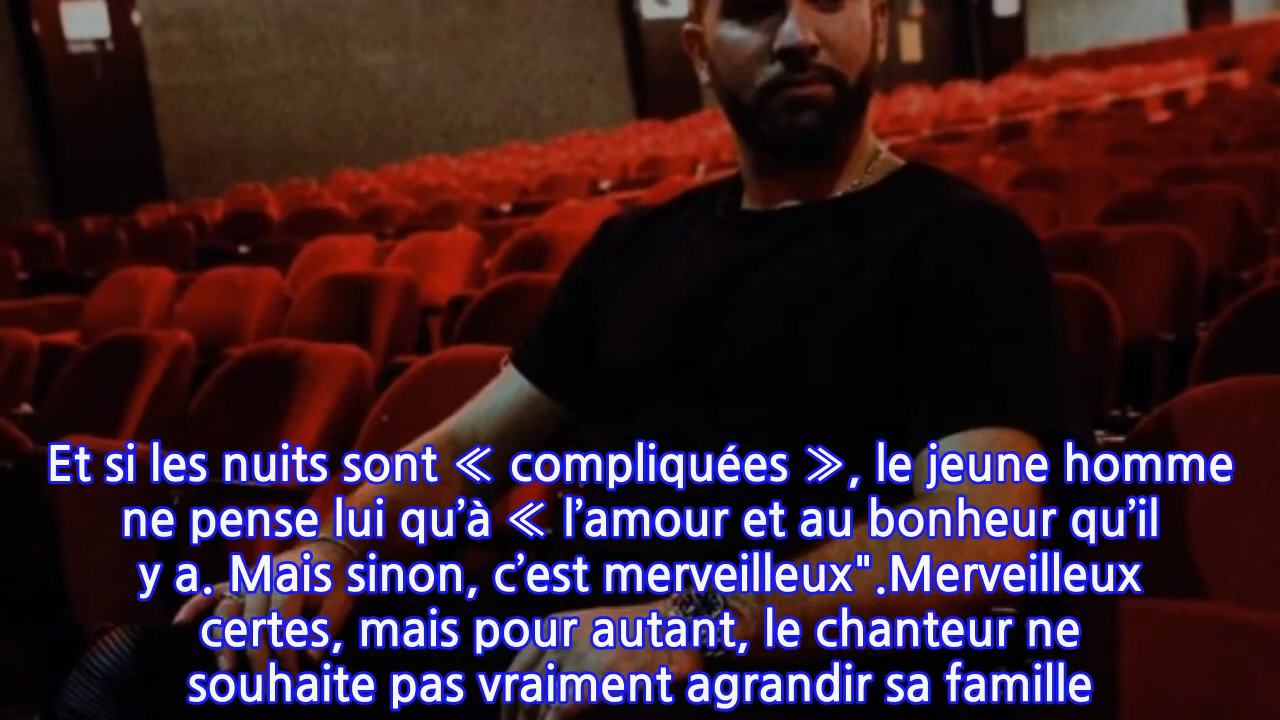 Et si les nuits sont ≪ compliquées ≫, le jeune homme
ne pense lui qu’à ≪ l’amour et au bonheur qu’il
y a. Mais sinon, c’est merveilleux".Merveilleux
certes, mais pour autant, le chanteur ne
souhaite pas vraiment agrandir sa famille